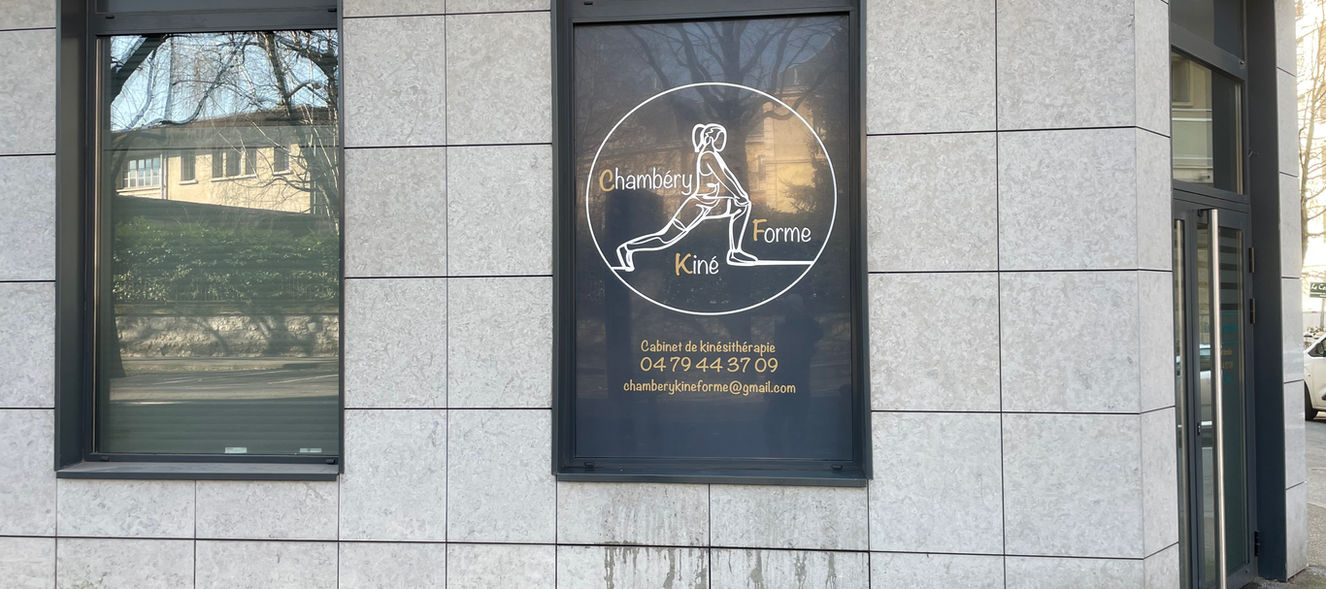 Chambéry
Forme
Kiné
Cabinet de kinésithérapie
04 79 44 37 09
chamberykineforme@gmail.com